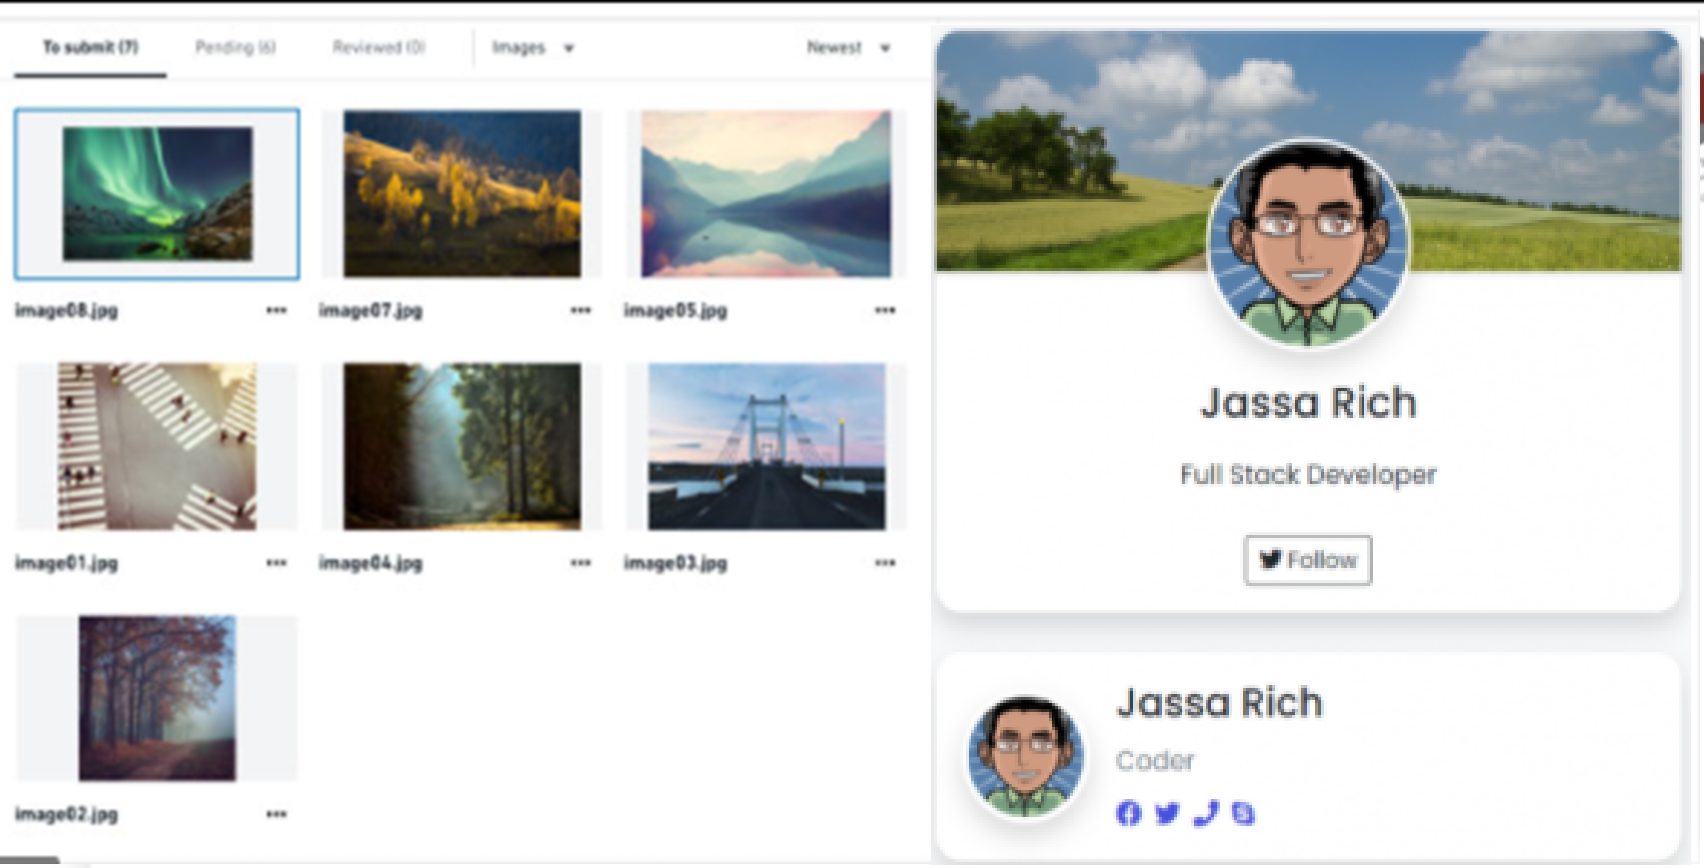 To submit (7) Pending (6) Reviewed (0) Images Newest
image08.jpg image07.jpg image05.jpg
image01.jpg image04.jpg image03.jpg
image02.jpg
Jassa Rich
Full Stack Developer
Follow
Jassa Rich
Coder